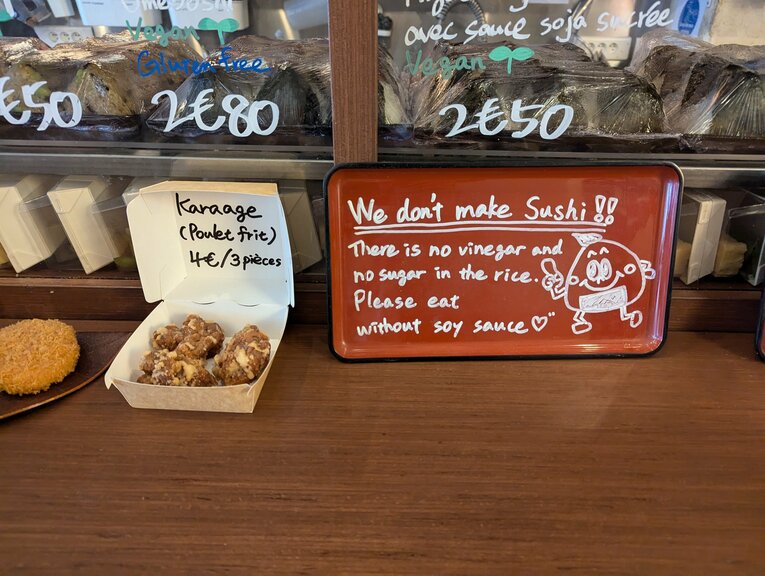 Umeboshi
Vegan
Gluten Free
€50
2€80
avec sauce soja sucrée
Vegan
2€50
Karaage
(Poulet frit)
4€/3 pièces
We don't make Sushi!!
There is no vinegar and
no sugar in the rice.
Please eat
without soy sauce♡